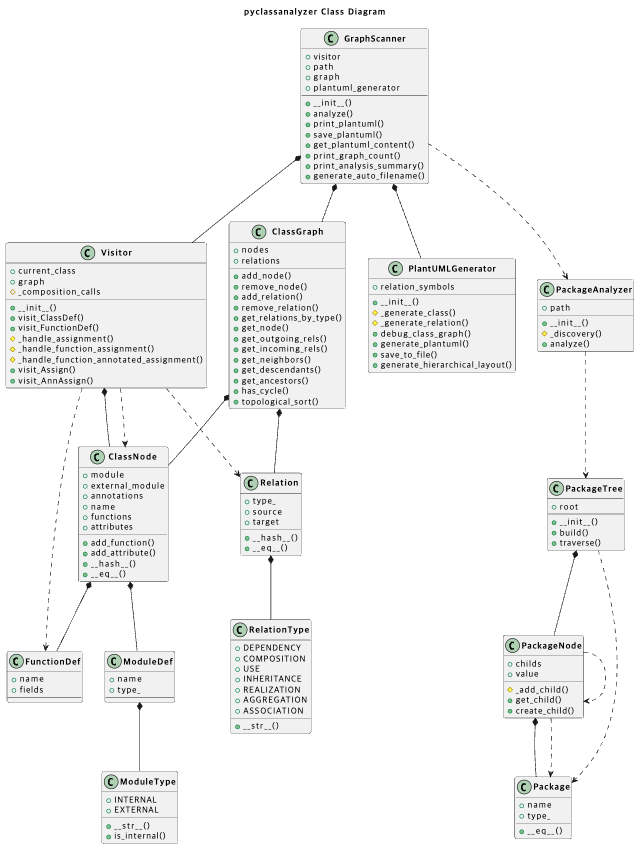 pyclassanalyzer Class Diagram
C GraphScanner
visitor
path
graph
plantuml_generator
__init__()
analyze()
print_plantuml()
save_plantuml()
get_plantuml_content()
print_graph_count()
print_analysis_summary()
generate_auto_filename()
C Visitor
current_class
graph
_composition_calls
__init__()
visit_ClassDef()
visit_FunctionDef()
_handle_assignment()
_handle_function_assignment()
_handle_function_annotated_assignment()
visit_Assign()
visit_AnnAssign()
C ClassGraph
nodes
relations
add_node()
remove_node()
add_relation()
remove_relation()
get_relations_by_type()
get_node()
get_outgoing_rels()
get_incoming_rels()
get_neighbors()
get_descendants()
get_ancestors()
has_cycle()
topological_sort()
C PlantUMLGenerator
relation_symbols
__init__()
_generate_class()
_generate_relation()
debug_class_graph()
generate_plantuml()
save_to_file()
generate_hierarchical_layout()
C PackageAnalyzer
path
__init__()
_discovery()
analyze()
C ClassNode
module
external_module
annotations
name
functions
attributes
add_function()
add_attribute()
__hash__()
__eq__()
C Relation
type_
source
target
__hash__()
__eq__()
C PackageTree
root
__init__()
build()
traverse()
C FunctionDef
name
fields
C ModuleDef
name
type_
C RelationType
DEPENDENCY
COMPOSITION
USE
INHERITANCE
REALIZATION
AGGREGATION
ASSOCIATION
__str__()
C PackageNode
childs
value
_add_child()
get_child()
create_child()
C ModuleType
INTERNAL
EXTERNAL
__str__()
is_internal()
C Package
name
type_
__eq__()